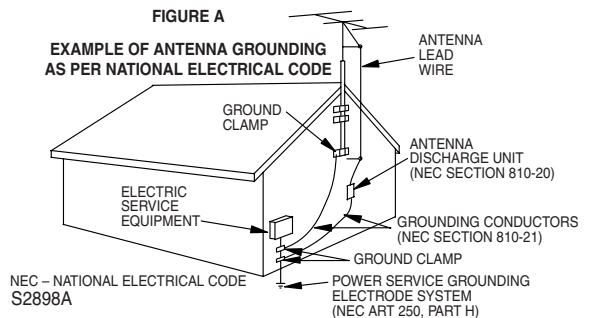 FIGURE A
EXAMPLE OF ANTENNA GROUNDING
AS PER NATIONAL ELECTRICAL CODE
ANTENNA
LEAD
WIRE
GROUND
CLAMP
ANTENNA
DISCHARGE UNIT
(NEC SECTION 810-20)
ELECTRIC
SERVICE
EQUIPMENT
GROUNDING CONDUCTORS
(NEC SECTION 810-21)
GROUND CLAMP
POWER SERVICE GROUNDING
ELECTRODE SYSTEM
(NEC ART 250, PART H)
NEC – NATIONAL ELECTRICAL CODE
S2898A